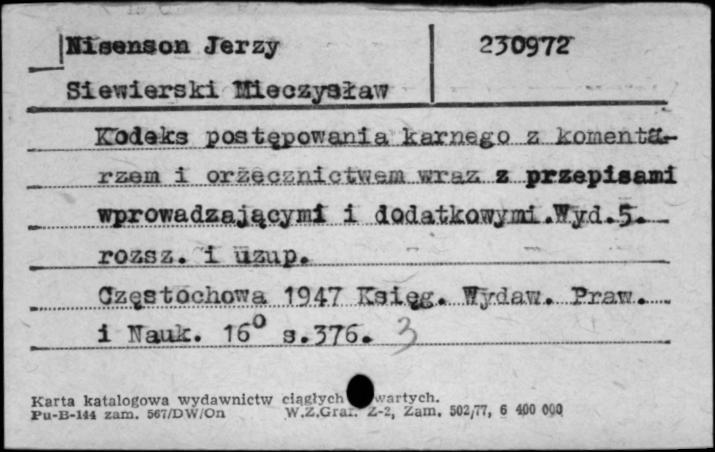 Nisenson Jerzy 230972
Siewierski Mieczysław
Kodeks postępowania karnego z komenta-
rzem i orzecznictwem wraz z przepisami
wprowadzającymi i dodatkowymi.Wyd.5.
rozsz. i uzup.
Częstochowa 1947 Księg. Wydaw. Praw.
i Nauk. 16° s.376. 3
Karta katalogowa wydawnictw ciągłych wartych.
Pu-B-144 zam. 567/DW/On W.Z.Graf. Z-2, Zam. 502/77, 6 400 000